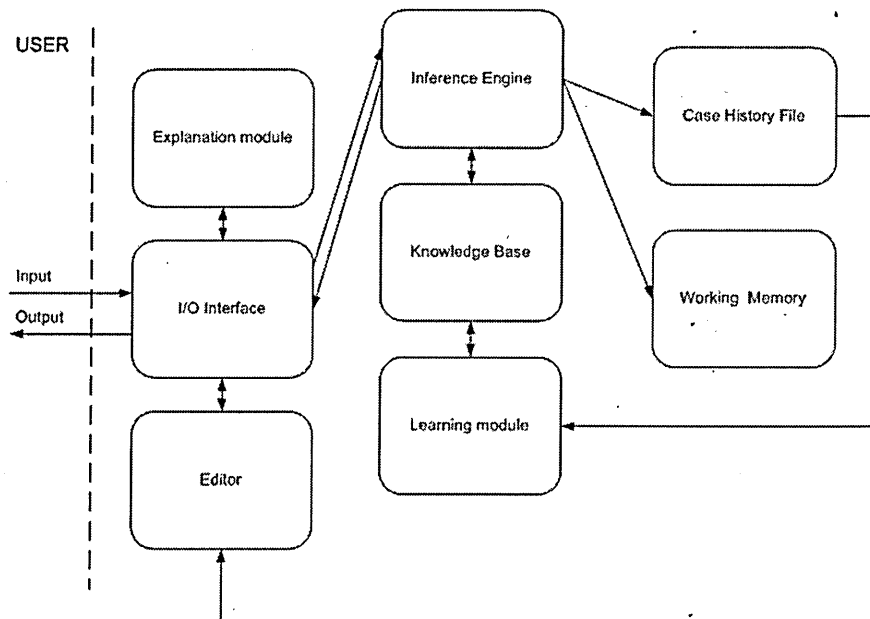 USER
Inference Engine
Case History File
Explanation module
Knowledge Base
Input
I/O Interface
Working Memory
Output
Learning module
Editor